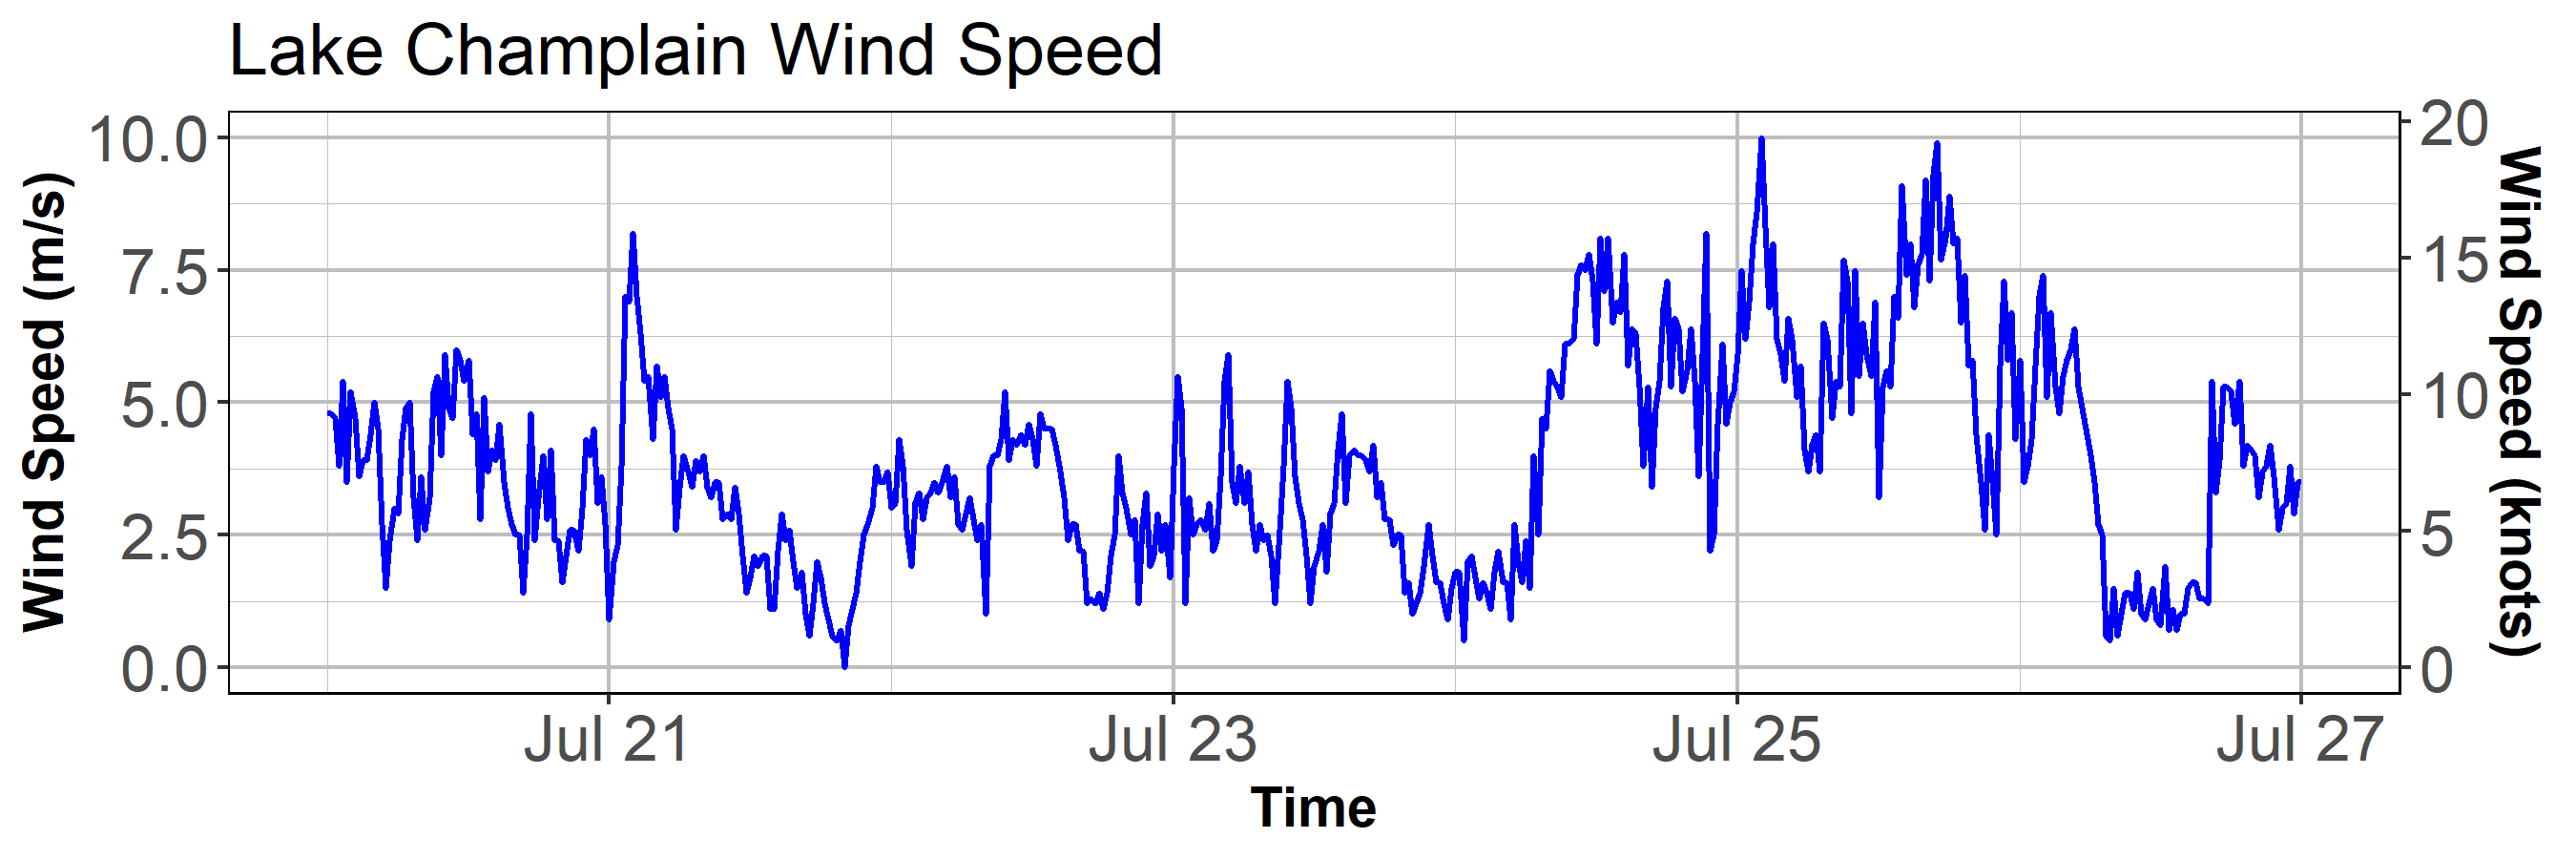 Lake Champlain Wind Speed
Wind Speed (m/s)
10.0
7.5
5.0
2.5
0.0
20
15
10
5
0
Wind Speed (knots)
Jul 21 Jul 23 Jul 25 Jul 27
Time